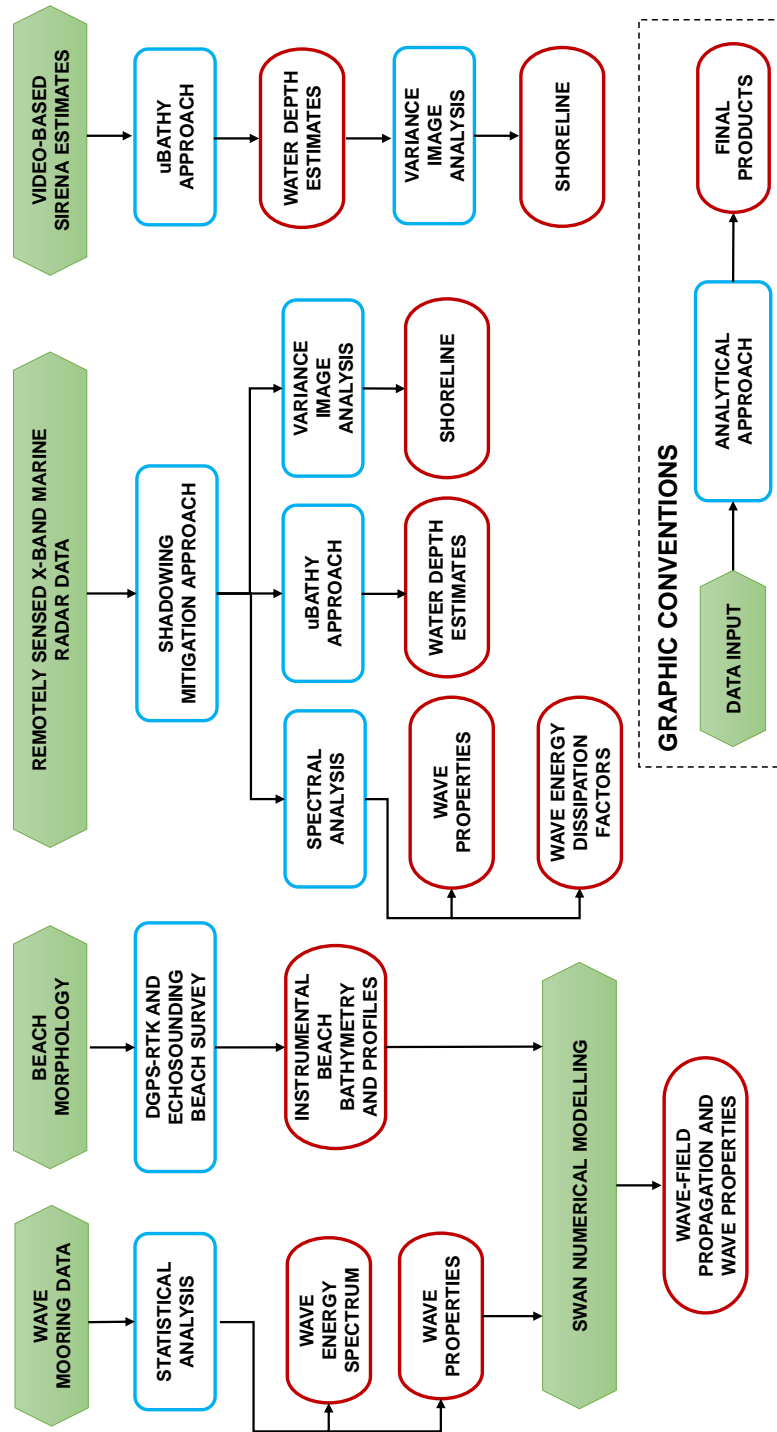 WAVE
MOORING DATA
STATISTICAL
ANALYSIS
WAVE
ENERGY
SPECTRUM
WAVE
PROPERTIES
BEACH
MORPHOLOGY
DGPS-RTK AND
ECHOSOUNDING
BEACH SURVEY
INSTRUMENTAL
BEACH
BATHYMETRY
AND PROFILES
SWAN NUMERICAL MODELLING
WAVE-FIELD
PROPAGATION AND
WAVE PROPERTIES
REMOTELY SENSED X-BAND MARINE
RADAR DATA
SHADOWING
MITIGATION APPROACH
SPECTRAL
ANALYSIS
WAVE
PROPERTIES
WAVE ENERGY
DISSIPATION
FACTORS
uBATHY
APPROACH
WATER DEPTH
ESTIMATES
VARIANCE
IMAGE
ANALYSIS
SHORELINE
VIDEO-BASED
SIRENA ESTIMATES
uBATHY
APPROACH
WATER DEPTH
ESTIMATES
VARIANCE
IMAGE
ANALYSIS
SHORELINE
GRAPHIC CONVENTIONS
DATA INPUT
ANALYTICAL
APPROACH
FINAL
PRODUCTS